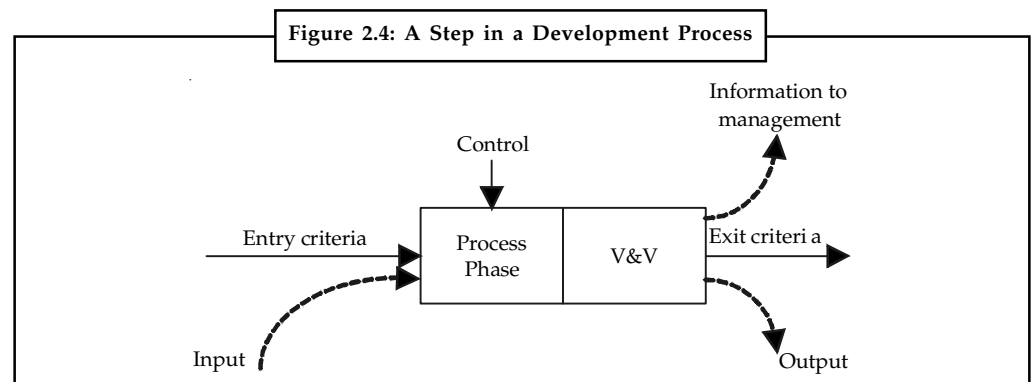 Figure 2.4: A Step in a Development Process
Information to
management
Control
Entry criteria
Process
Phase
V&V
Exit criteri a
Input
Output